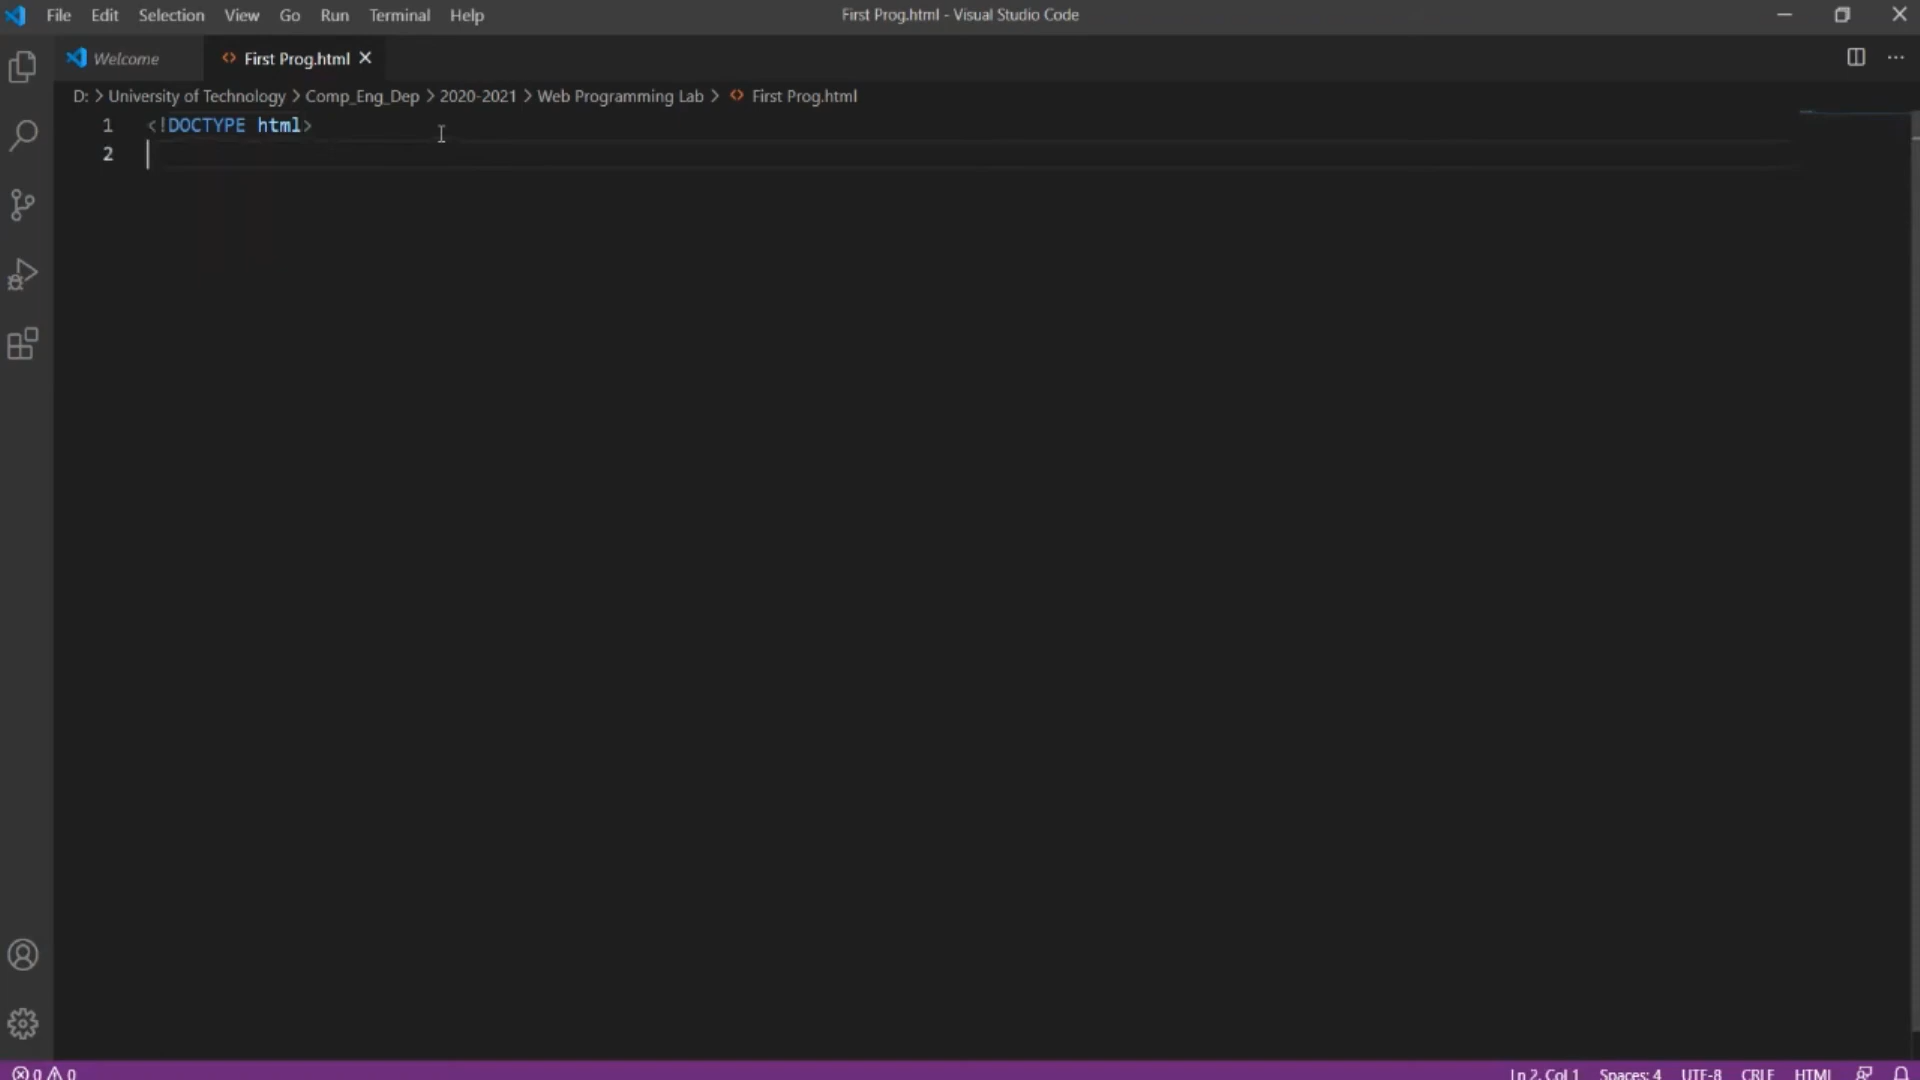 File Edit Selection View Go Run Terminal Help First Prog.html - Visual Studio Code
Welcome First Prog.html
D: > University of Technology > Comp_Eng_Dep > 2020-2021 > Web Programming Lab > First Prog.html
1 <!DOCTYPE html>
2
0 0 Ln 2, Col 1 Spaces: 4 UTF-8 CRLF HTML